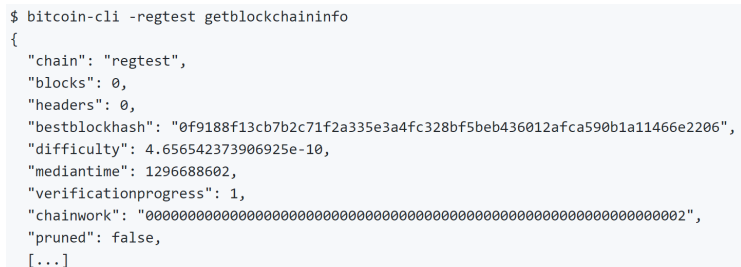 $ bitcoin-cli -regtest getblockchaininfo
{
  "chain": "regtest",
  "blocks": 0,
  "headers": 0,
  "bestblockhash": "0f9188f13cb7b2c71f2a335e3a4fc328bf5beb436012afca590b1a11466e2206",
  "difficulty": 4.656542373906925e-10,
  "mediantime": 1296688602,
  "verificationprogress": 1,
  "chainwork": "0000000000000000000000000000000000000000000000000000000000000002",
  "pruned": false,
  [...]